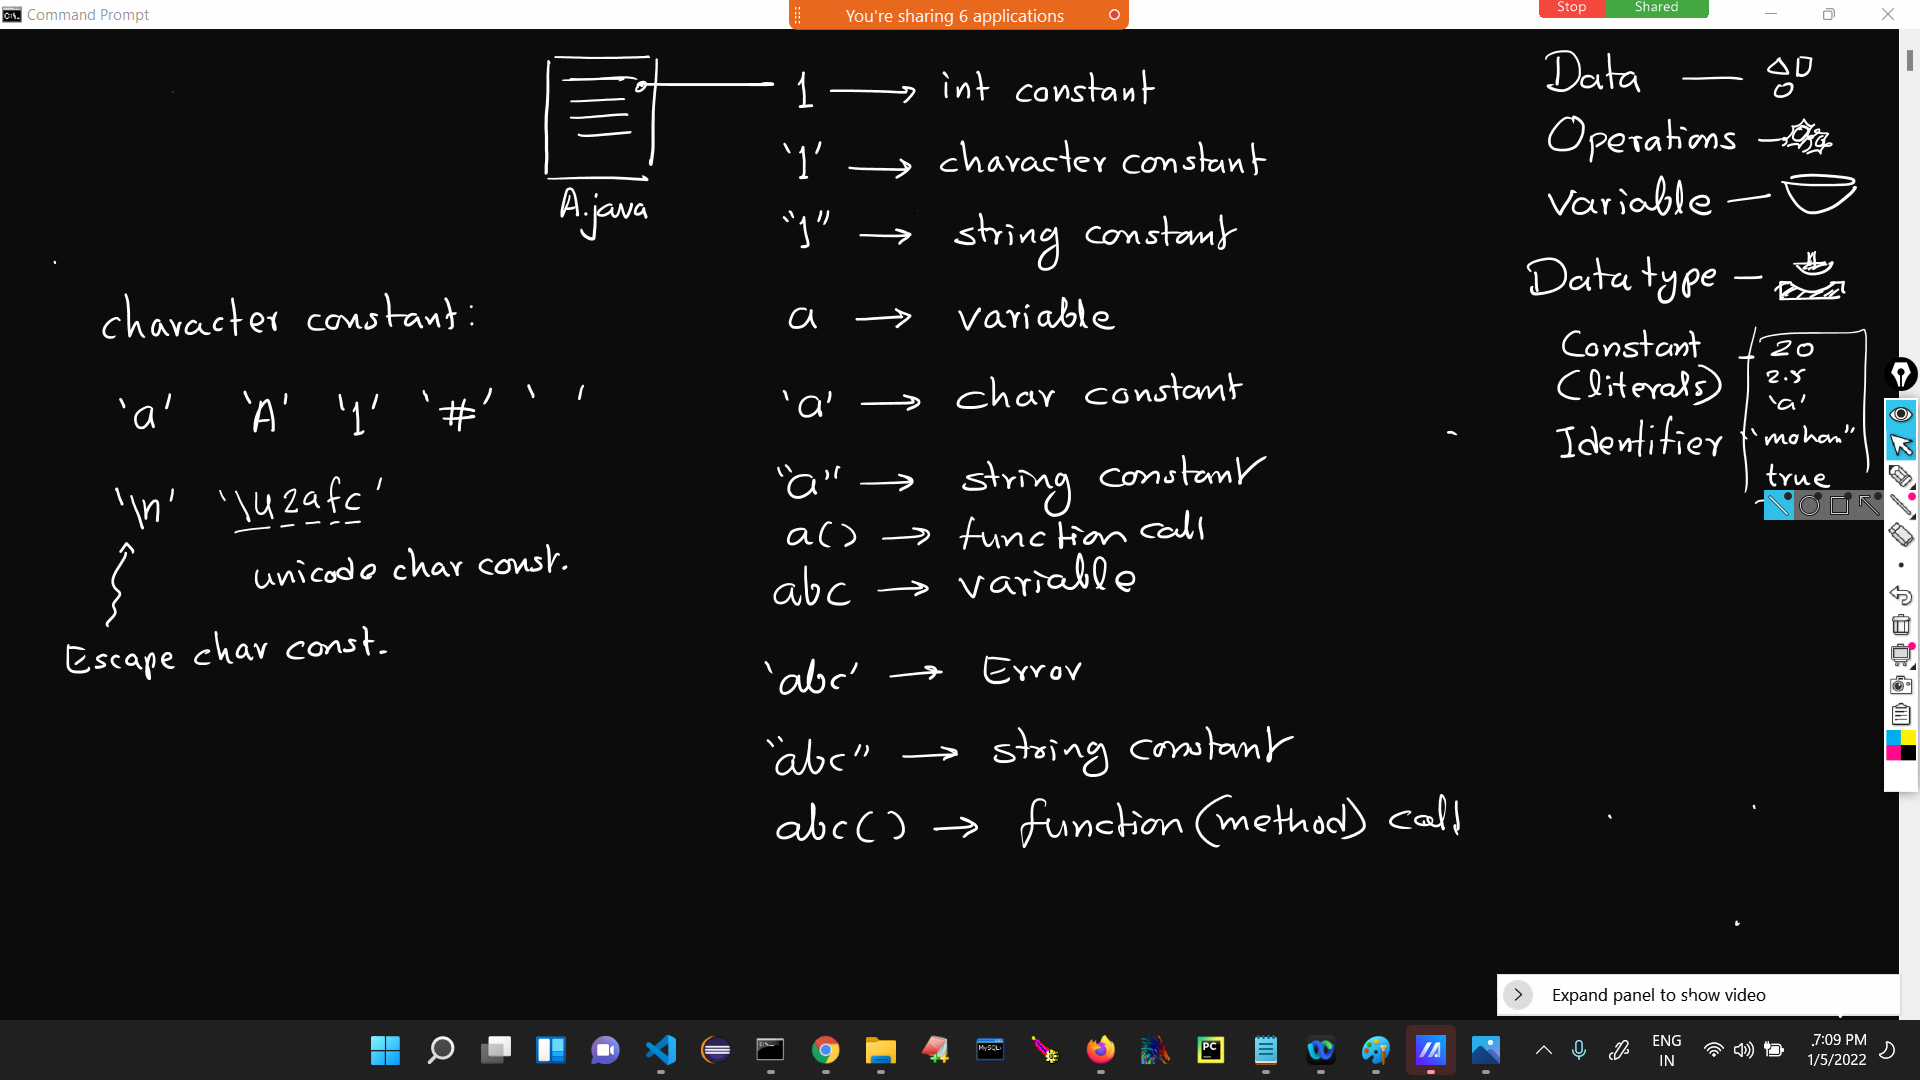 Command Prompt
You're sharing 6 applications
Stop Shared
A.java
1 → int constant
'1' → character constant
"1" → string constant
a → variable
'a' → char constant
"a" → string constant
a() → function call
abc → variable
'abc' → Error
"abc" → string constant
abc() → function (method) call
character constant:
'a' 'A' '1' '#' ' '
'\n' '\u2afc'
unicode char const.
Escape char const.
Data
Operations
Variable
Data type
Constant
(literals)
Identifier
20
2.5
'a'
"mohan"
true
Expand panel to show video
PC
MySQL
ENG
IN
7:09 PM
1/5/2022